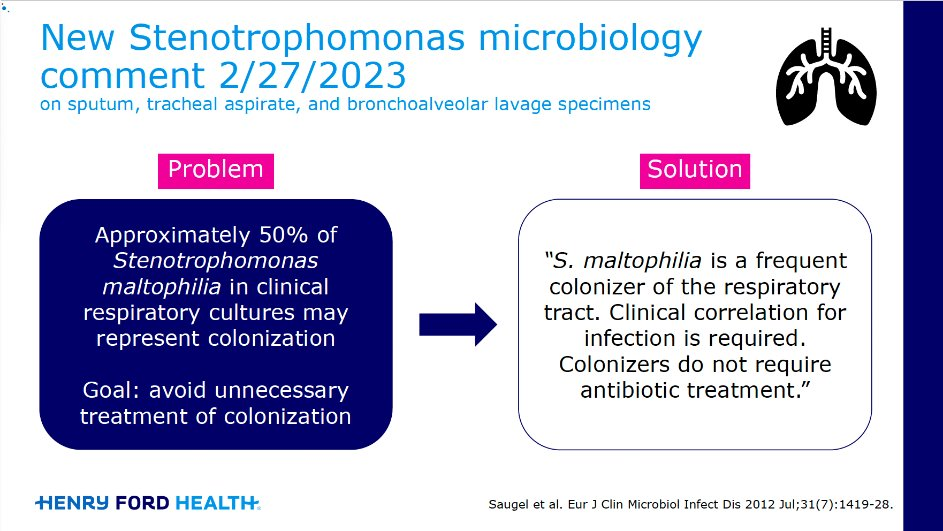 New Stenotrophomonas microbiology
comment 2/27/2023
on sputum, tracheal aspirate, and bronchoalveolar lavage specimens
Problem
Approximately 50% of
Stenotrophomonas
maltophilia in clinical
respiratory cultures may
represent colonization
Goal: avoid unnecessary
treatment of colonization
Solution
“S. maltophilia is a frequent
colonizer of the respiratory
tract. Clinical correlation for
infection is required.
Colonizers do not require
antibiotic treatment.”
HENRY FORD HEALTH®
Saugel et al. Eur J Clin Microbiol Infect Dis 2012 Jul;31(7):1419-28.